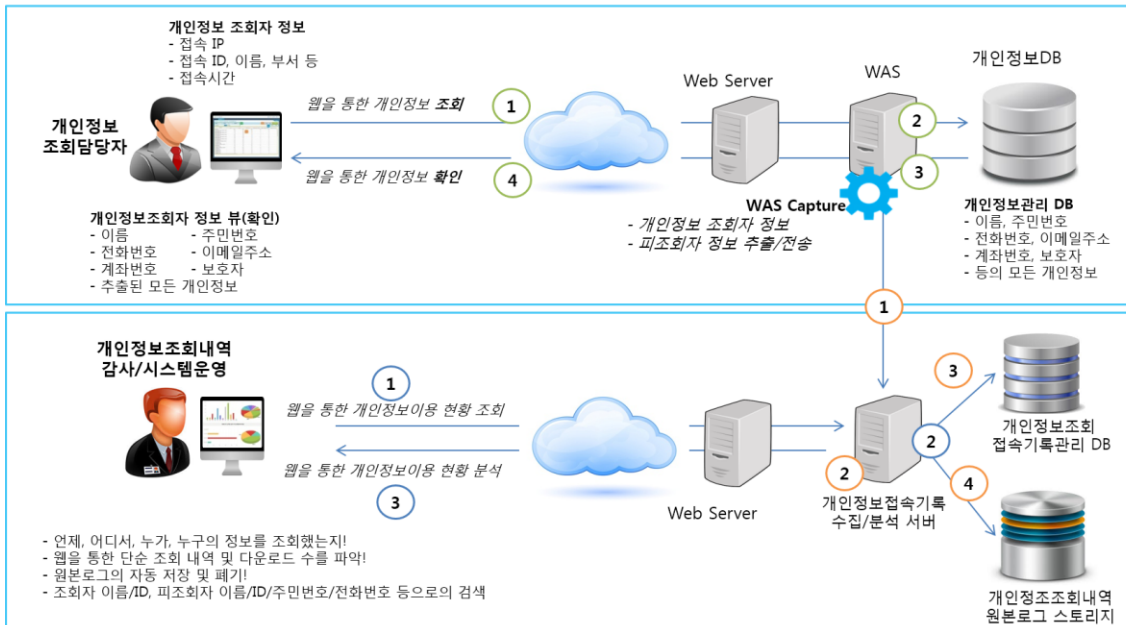 개인정보 조회자 정보
- 접속 IP
- 접속 ID, 이름, 부서 등
- 접속시간
개인정보
조회담당자
웹을 통한 개인정보 조회
1
웹을 통한 개인정보 확인
4
Web Server
WAS
개인정보DB
2
3
WAS Capture
- 개인정보 조회자 정보
- 피조회자 정보 추출/전송
개인정보관리 DB
- 이름, 주민번호
- 전화번호, 이메일주소
- 계좌번호, 보호자
- 등의 모든 개인정보
개인정보조회자 정보 뷰(확인)
- 이름 - 주민번호
- 전화번호 - 이메일주소
- 계좌번호 - 보호자
- 추출된 모든 개인정보
1
개인정보조회내역
감사/시스템운영
1
웹을 통한 개인정보이용 현황 조회
웹을 통한 개인정보이용 현황 분석
3
Web Server
2
2
개인정보접속기록
수집/분석 서버
3
개인정보조회
접속기록관리 DB
4
개인정조조회내역
원본로그 스토리지
- 언제, 어디서, 누가, 누구의 정보를 조회했는지!
- 웹을 통한 단순 조회 내역 및 다운로드 수를 파악!
- 원본로그의 자동 저장 및 폐기!
- 조회자 이름/ID, 피조회자 이름/ID/주민번호/전화번호 등으로의 검색